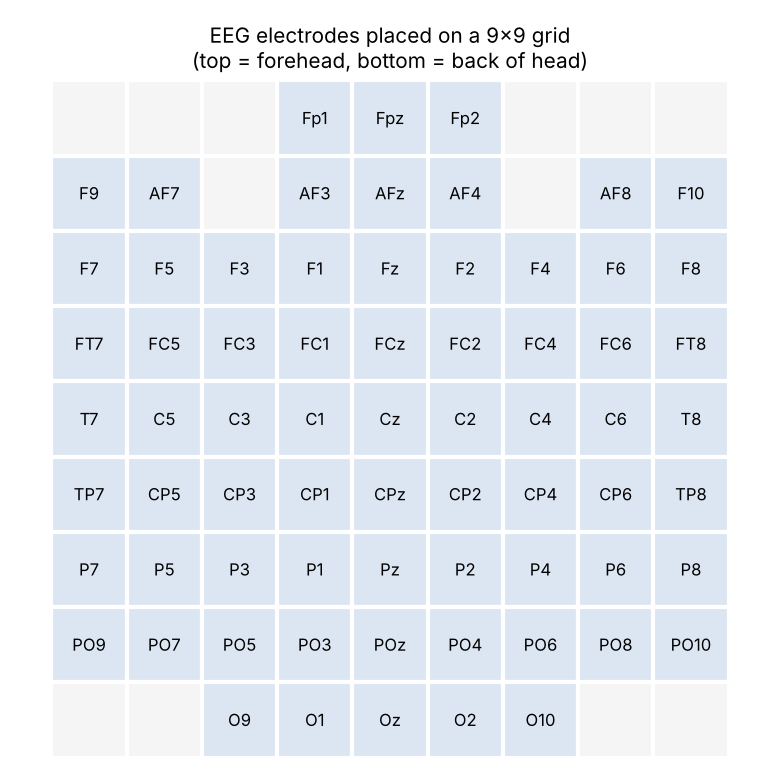 EEG electrodes placed on a 9×9 grid
(top = forehead, bottom = back of head)
Fp1 Fpz Fp2
F9 AF7 AF3 AFz AF4 AF8 F10
F7 F5 F3 F1 Fz F2 F4 F6 F8
FT7 FC5 FC3 FC1 FCz FC2 FC4 FC6 FT8
T7 C5 C3 C1 Cz C2 C4 C6 T8
TP7 CP5 CP3 CP1 CPz CP2 CP4 CP6 TP8
P7 P5 P3 P1 Pz P2 P4 P6 P8
PO9 PO7 PO5 PO3 POz PO4 PO6 PO8 PO10
O9 O1 Oz O2 O10